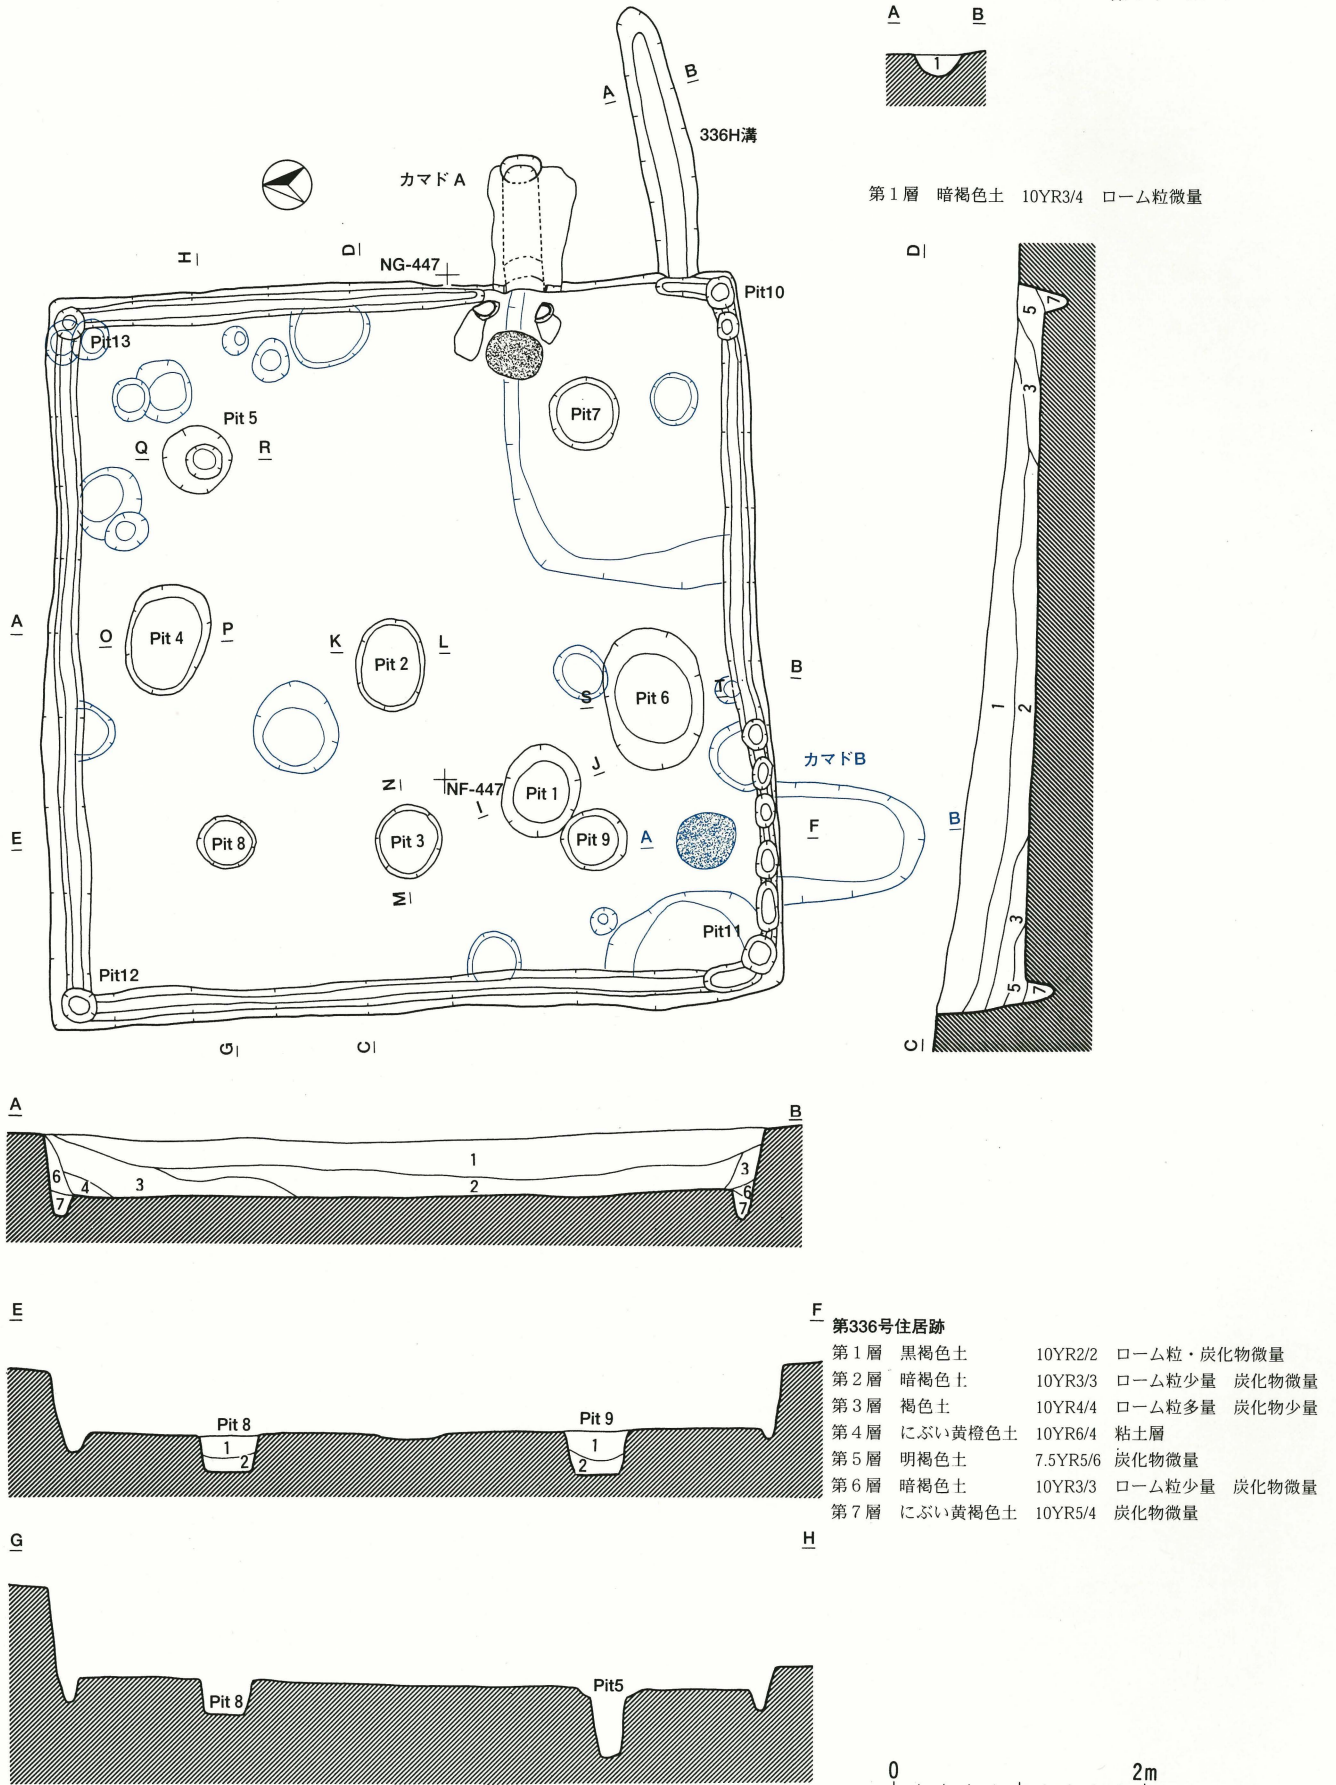 A B
1
336H溝
カマド A
第1層 暗褐色土 10YR3/4 ローム粒微量
A B
H D
NG-447
Pit10
Pit13
Pit 5
Q R
Pit7
A
O Pit 4 P
K Pit 2 L
S Pit 6 T
B
カマドB
N NF-447
I Pit 1 J
E Pit 8
Pit 3
Pit 9
A
F
B
M
Pit11
Pit12
G C
D
5 7
3
1 2
3
5 7
C
A B
1
2
3
4
6
7
3
6
7
E F
Pit 8
1
2
Pit 9
1
2
第336号住居跡
第1層 黒褐色土 10YR2/2 ローム粒・炭化物微量
第2層 暗褐色土 10YR3/3 ローム粒少量 炭化物微量
第3層 褐色土 10YR4/4 ローム粒多量 炭化物少量
第4層 にぶい黄橙色土 10YR6/4 粘土層
第5層 明褐色土 7.5YR5/6 炭化物微量
第6層 暗褐色土 10YR3/3 ローム粒少量 炭化物微量
第7層 にぶい黄褐色土 10YR5/4 炭化物微量
G H
Pit 8
Pit5
0 2m